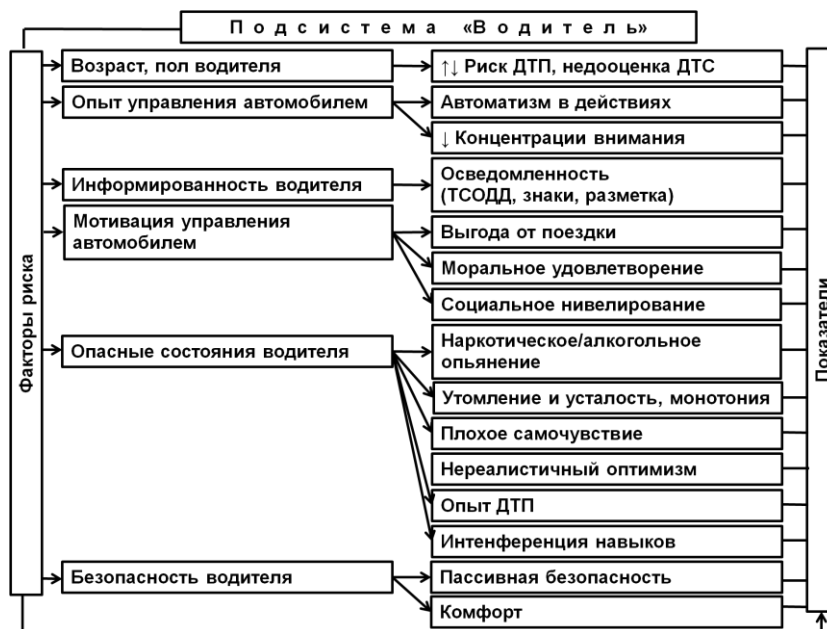 Подсистема «Водитель»
Факторы риска
Возраст, пол водителя
↑↓ Риск ДТП, недооценка ДТС
Опыт управления автомобилем
Автоматизм в действиях
↓ Концентрации внимания
Информированность водителя
Осведомленность
(ТСОДД, знаки, разметка)
Мотивация управления
автомобилем
Выгода от поездки
Моральное удовлетворение
Социальное нивелирование
Опасные состояния водителя
Наркотическое/алкогольное
опьянение
Утомление и усталость, монотония
Плохое самочувствие
Нереалистичный оптимизм
Опыт ДТП
Интенференция навыков
Безопасность водителя
Пассивная безопасность
Комфорт
Показатели